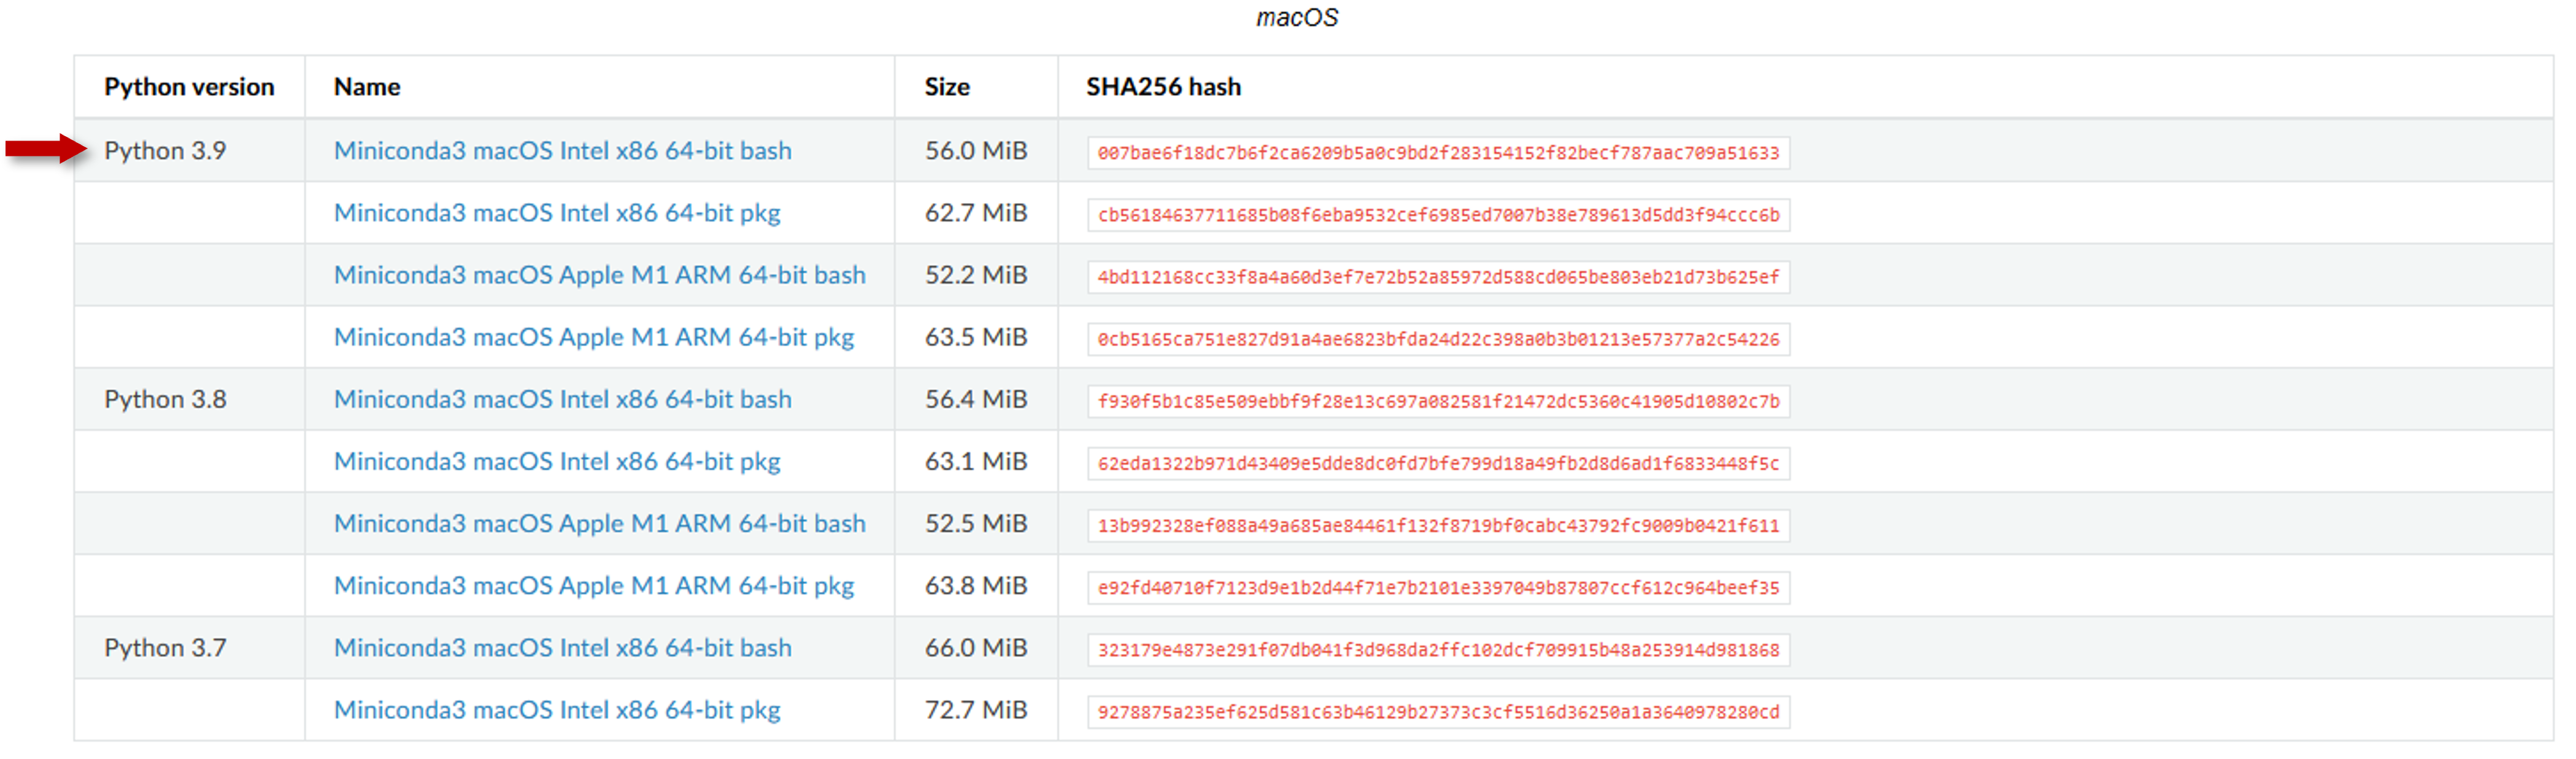 macOS
Python version Name Size SHA256 hash
Python 3.9 Miniconda3 macOS Intel x86 64-bit bash 56.0 MiB 007bae6f18dc7b6f2ca6209b5a0c9bd2f283154152f82becf787aac709a51633
Miniconda3 macOS Intel x86 64-bit pkg 62.7 MiB cb56184637711685b08f6eba9532cef6985ed7007b38e789613d5dd3f94ccc6b
Miniconda3 macOS Apple M1 ARM 64-bit bash 52.2 MiB 4bd112168cc33f8a4a60d3ef7e72b52a85972d588cd065be803eb21d73b625ef
Miniconda3 macOS Apple M1 ARM 64-bit pkg 63.5 MiB 0cb5165ca751e827d91a4ae6823bfda24d22c398a0b3b01213e57377a2c54226
Python 3.8 Miniconda3 macOS Intel x86 64-bit bash 56.4 MiB f930f5b1c85e509ebbf9f28e13c697a082581f21472dc5360c41905d10802c7b
Miniconda3 macOS Intel x86 64-bit pkg 63.1 MiB 62eda1322b971d43409e5dde8dc0fd7bfe799d18a49fb2d8d6ad1f6833448f5c
Miniconda3 macOS Apple M1 ARM 64-bit bash 52.5 MiB 13b992328ef088a49a685ae84461f132f8719bf0cabc43792fc9009b0421f611
Miniconda3 macOS Apple M1 ARM 64-bit pkg 63.8 MiB e92fd40710f7123d9e1b2d44f71e7b2101e3397049b87807ccf612c964beef35
Python 3.7 Miniconda3 macOS Intel x86 64-bit bash 66.0 MiB 323179e4873e291f07db041f3d968da2ffc102dcf709915b48a253914d981868
Miniconda3 macOS Intel x86 64-bit pkg 72.7 MiB 9278875a235ef625d581c63b46129b27373c3cf5516d36250a1a3640978280cd